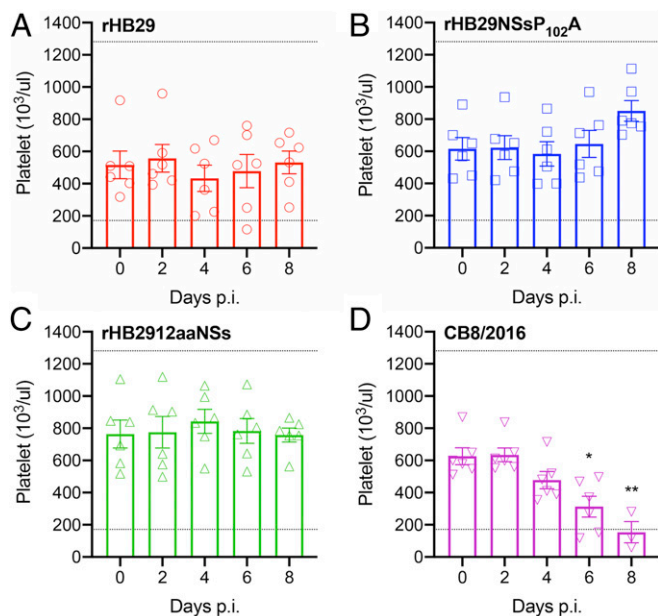 A rHB29
Platelet (10³/ul)
1400
1200
1000
800
600
400
200
0
0 2 4 6 8
Days p.i.
B rHB29NSsP₁₀₂A
Platelet (10³/ul)
1400
1200
1000
800
600
400
200
0
0 2 4 6 8
Days p.i.
C rHB2912aaNSs
Platelet (10³/ul)
1400
1200
1000
800
600
400
200
0
0 2 4 6 8
Days p.i.
D CB8/2016
Platelet (10³/ul)
1400
1200
1000
800
600
400
200
0
* **
0 2 4 6 8
Days p.i.